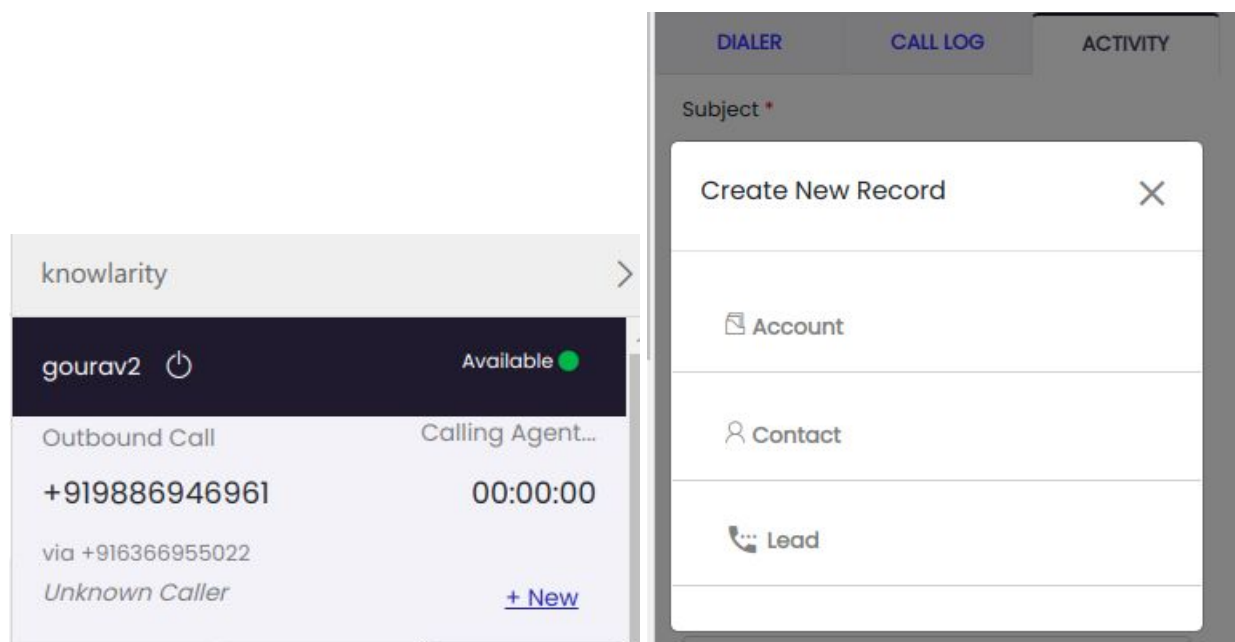 knowlarity
gourav2 Available
Outbound Call Calling Agent...
+919886946961 00:00:00
via +916366955022
Unknown Caller + New
DIALER CALL LOG ACTIVITY
Subject *
Create New Record
Account
Contact
Lead